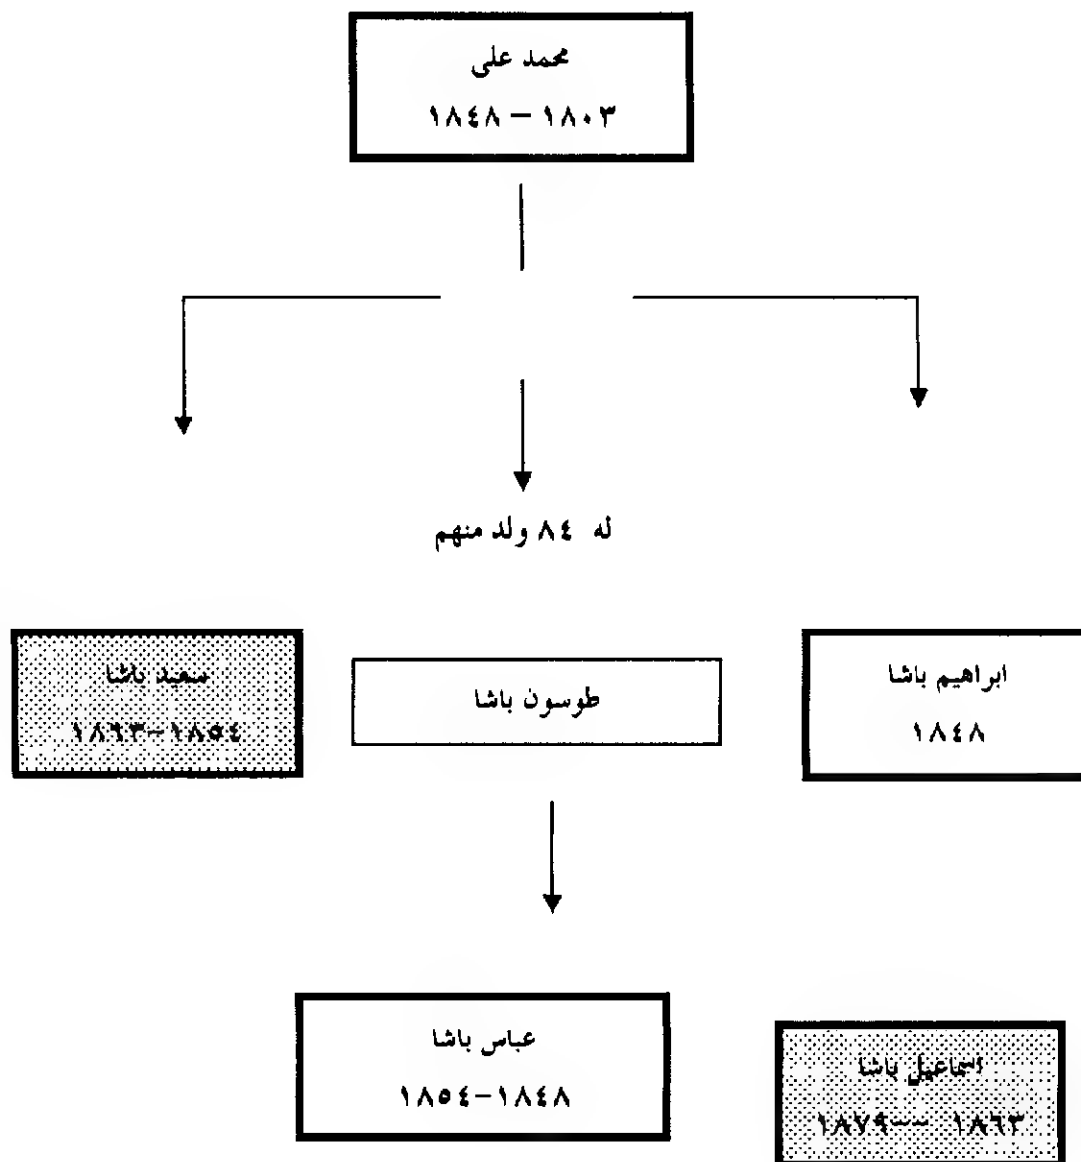 محمد على
١٨٠٣ – ١٨٤٨
له ٨٤ ولد منهم
ابراهيم باشا
١٨٤٨
طوسون باشا
سعيد باشا
١٨٥٤–١٨٦٣
عباس باشا
١٨٤٨–١٨٥٤
اسماعيل باشا
١٨٦٣ –– ١٨٧٩